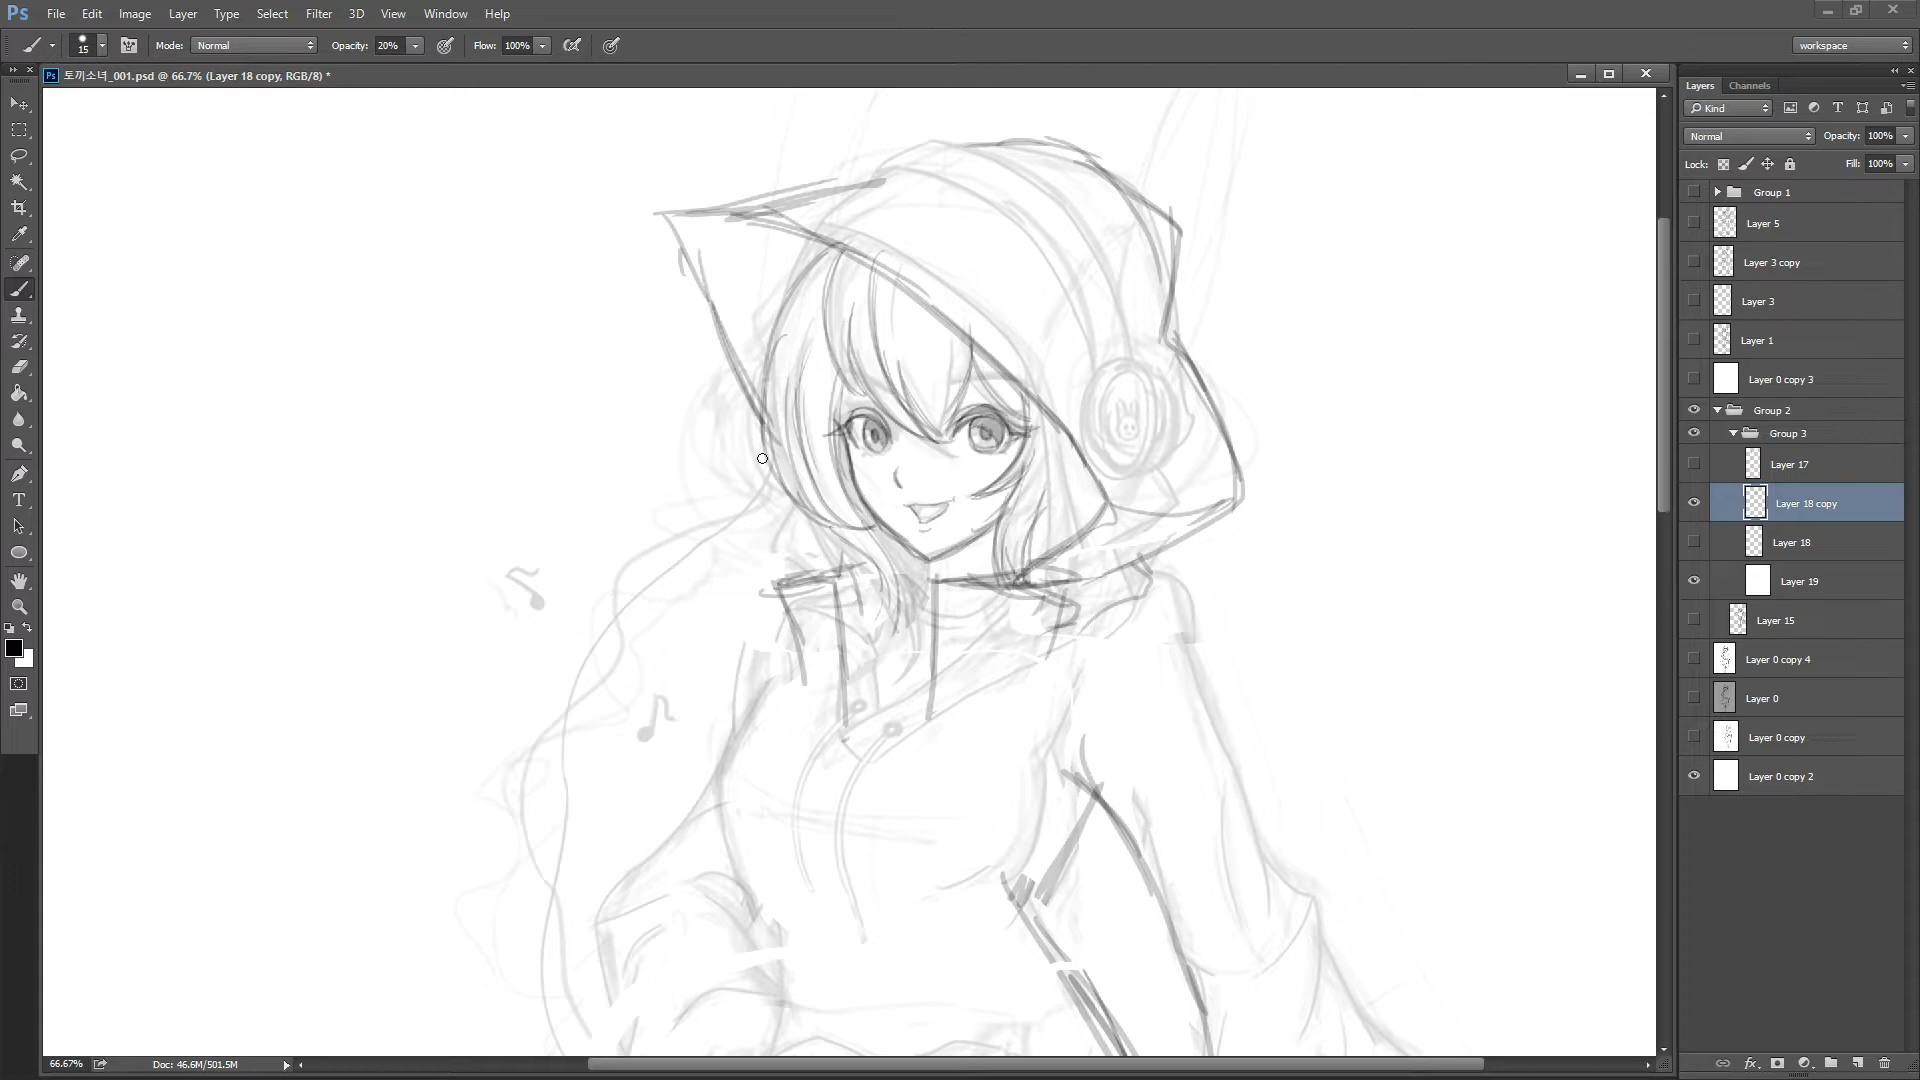 Ps File Edit Image Layer Type Select Filter 3D View Window Help
15 Mode: Normal Opacity: 20% Flow: 100% workspace
Ps 토끼소녀_001.psd @ 66.7% (Layer 18 copy, RGB/8) *
Layers Channels
Kind T
Normal Opacity: 100%
Lock: Fill: 100%
Group 1
Layer 5
Layer 3 copy
Layer 3
Layer 1
Layer 0 copy 3
Group 2
Group 3
Layer 17
Layer 18 copy
Layer 18
Layer 19
Layer 15
Layer 0 copy 4
Layer 0
Layer 0 copy
Layer 0 copy 2
T
66.67% Doc: 46.6M/501.5M
fx